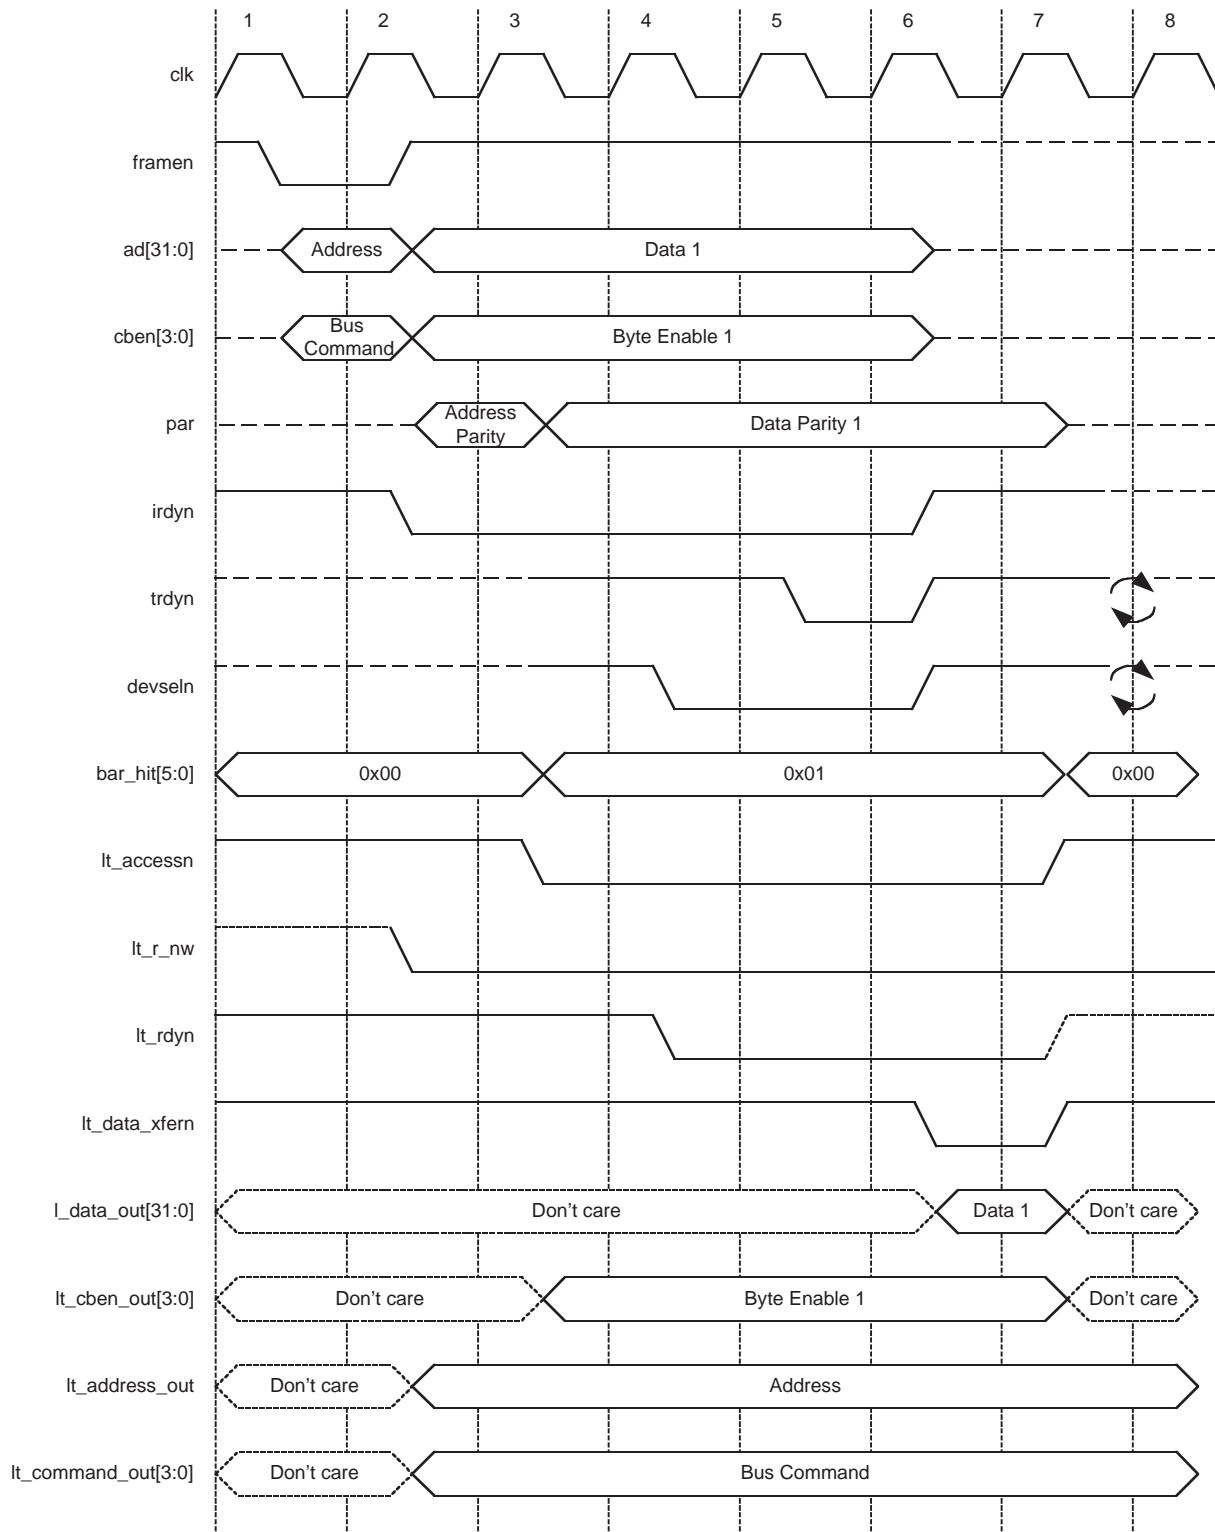 1 2 3 4 5 6 7 8
clk
framen
ad[31:0] Address Data 1
cben[3:0] Bus Command Byte Enable 1
par Address Parity Data Parity 1
irdyn
trdyn
devseln
bar_hit[5:0] 0x00 0x01 0x00
lt_accessn
lt_r_nw
lt_rdyn
lt_data_xfern
l_data_out[31:0] Don't care Data 1 Don't care
lt_cben_out[3:0] Don't care Byte Enable 1 Don't care
lt_address_out Don't care Address
lt_command_out[3:0] Don't care Bus Command